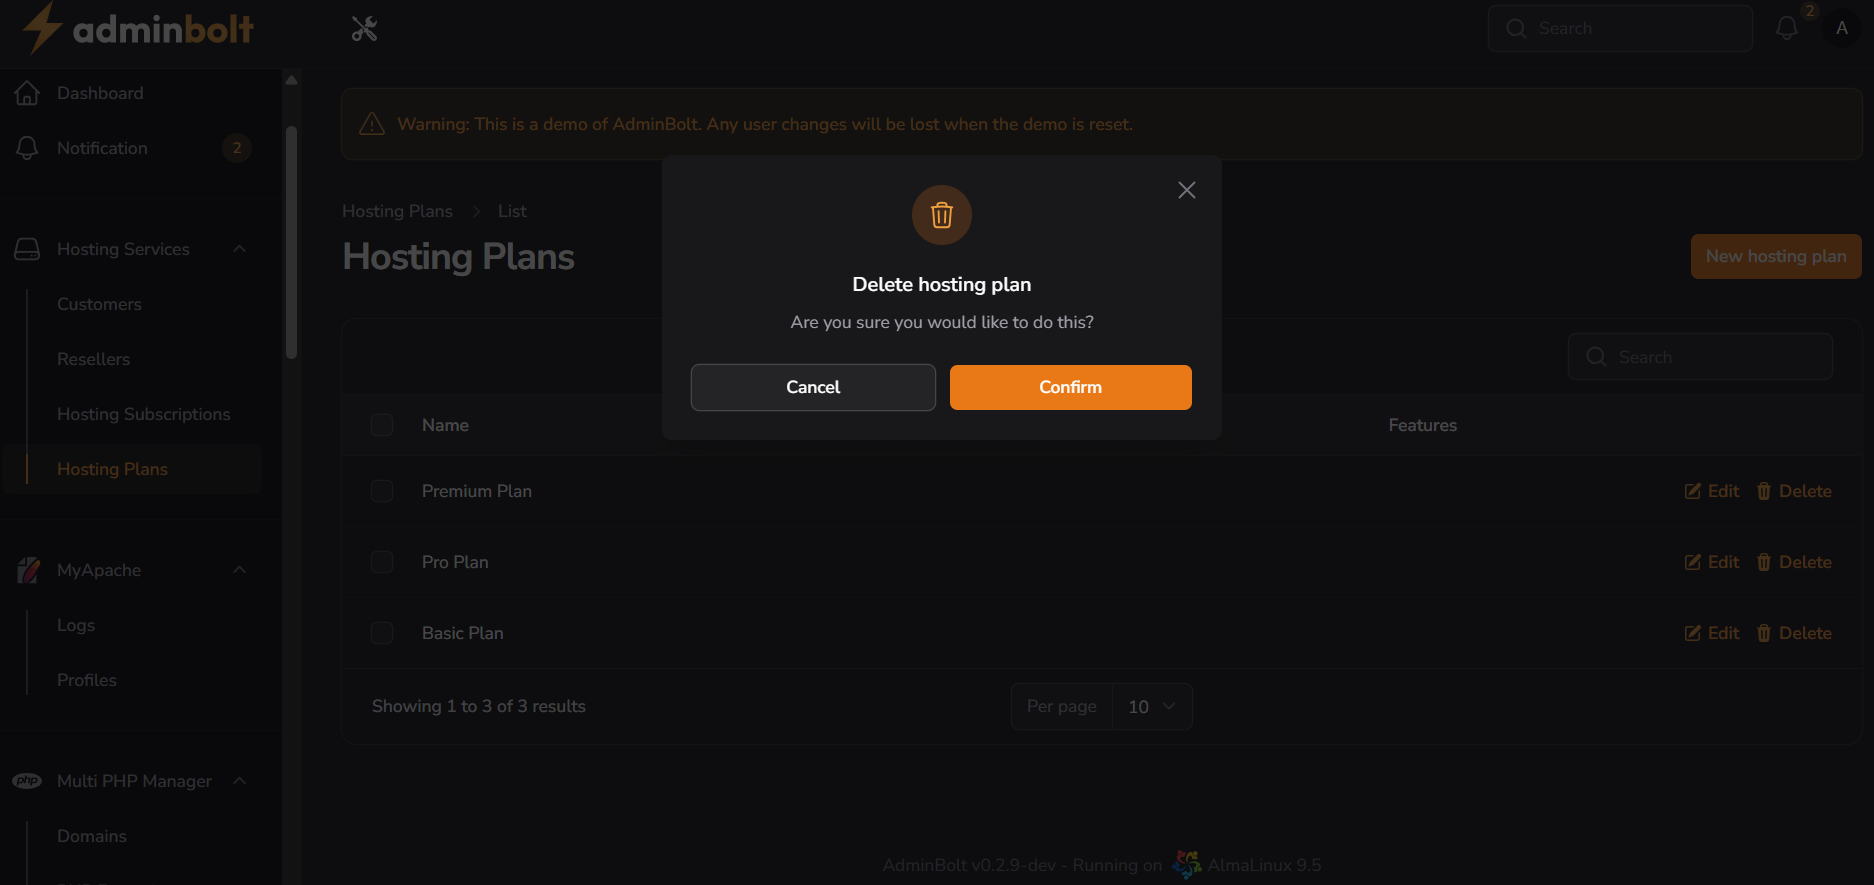 adminbolt
Search
2
A
Dashboard
Notification
2
Hosting Services
Customers
Resellers
Hosting Subscriptions
Hosting Plans
MyApache
Logs
Profiles
php
Multi PHP Manager
Domains
Warning: This is a demo of AdminBolt. Any user changes will be lost when the demo is reset.
Hosting Plans > List
Hosting Plans
New hosting plan
Delete hosting plan
Are you sure you would like to do this?
Cancel
Confirm
Search
Name
Features
Premium Plan
Edit
Delete
Pro Plan
Edit
Delete
Basic Plan
Edit
Delete
Showing 1 to 3 of 3 results
Per page
10
AdminBolt v0.2.9-dev - Running on AlmaLinux 9.5